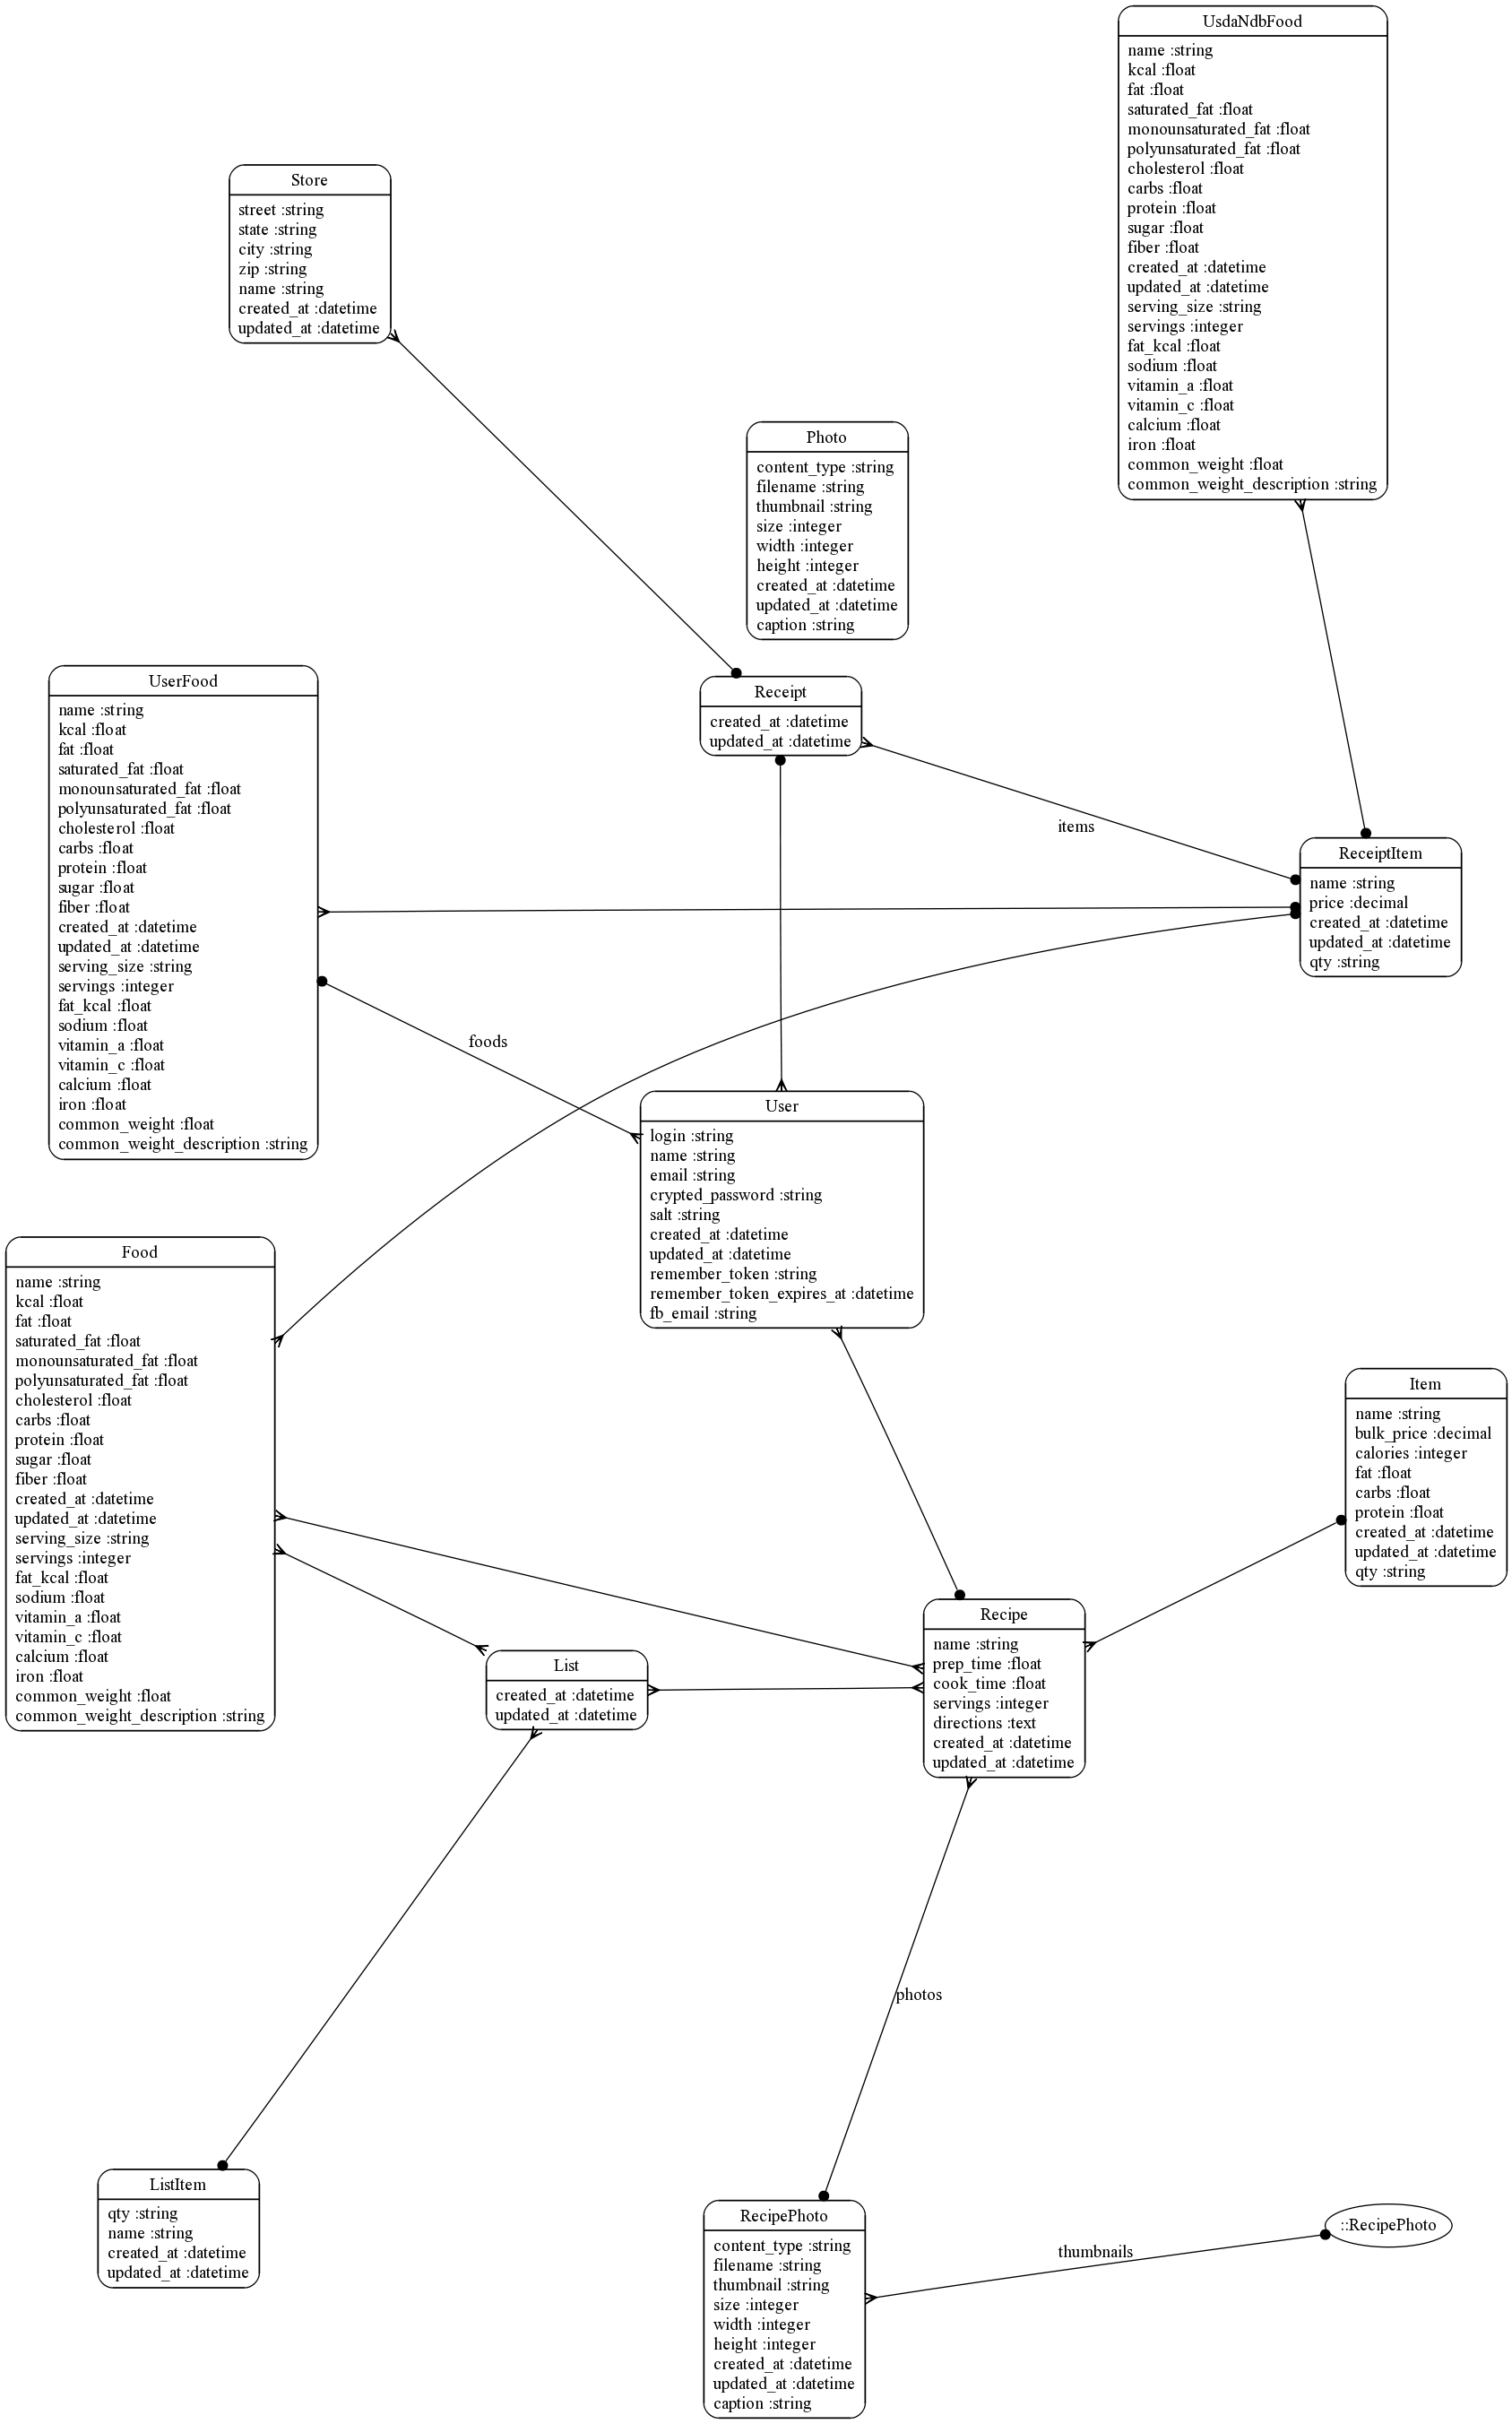 UsdaNdbFood
name :string
kcal :float
fat :float
saturated_fat :float
monounsaturated_fat :float
polyunsaturated_fat :float
cholesterol :float
carbs :float
protein :float
sugar :float
fiber :float
created_at :datetime
updated_at :datetime
serving_size :string
servings :integer
fat_kcal :float
sodium :float
vitamin_a :float
vitamin_c :float
calcium :float
iron :float
common_weight :float
common_weight_description :string
Store
street :string
state :string
city :string
zip :string
name :string
created_at :datetime
updated_at :datetime
Photo
content_type :string
filename :string
thumbnail :string
size :integer
width :integer
height :integer
created_at :datetime
updated_at :datetime
caption :string
UserFood
name :string
kcal :float
fat :float
saturated_fat :float
monounsaturated_fat :float
polyunsaturated_fat :float
cholesterol :float
carbs :float
protein :float
sugar :float
fiber :float
created_at :datetime
updated_at :datetime
serving_size :string
servings :integer
fat_kcal :float
sodium :float
vitamin_a :float
vitamin_c :float
calcium :float
iron :float
common_weight :float
common_weight_description :string
Receipt
created_at :datetime
updated_at :datetime
items
ReceiptItem
name :string
price :decimal
created_at :datetime
updated_at :datetime
qty :string
foods
User
login :string
name :string
email :string
crypted_password :string
salt :string
created_at :datetime
updated_at :datetime
remember_token :string
remember_token_expires_at :datetime
fb_email :string
Food
name :string
kcal :float
fat :float
saturated_fat :float
monounsaturated_fat :float
polyunsaturated_fat :float
cholesterol :float
carbs :float
protein :float
sugar :float
fiber :float
created_at :datetime
updated_at :datetime
serving_size :string
servings :integer
fat_kcal :float
sodium :float
vitamin_a :float
vitamin_c :float
calcium :float
iron :float
common_weight :float
common_weight_description :string
Item
name :string
bulk_price :decimal
calories :integer
fat :float
carbs :float
protein :float
created_at :datetime
updated_at :datetime
qty :string
Recipe
name :string
prep_time :float
cook_time :float
servings :integer
directions :text
created_at :datetime
updated_at :datetime
List
created_at :datetime
updated_at :datetime
photos
ListItem
qty :string
name :string
created_at :datetime
updated_at :datetime
RecipePhoto
content_type :string
filename :string
thumbnail :string
size :integer
width :integer
height :integer
created_at :datetime
updated_at :datetime
caption :string
thumbnails
::RecipePhoto